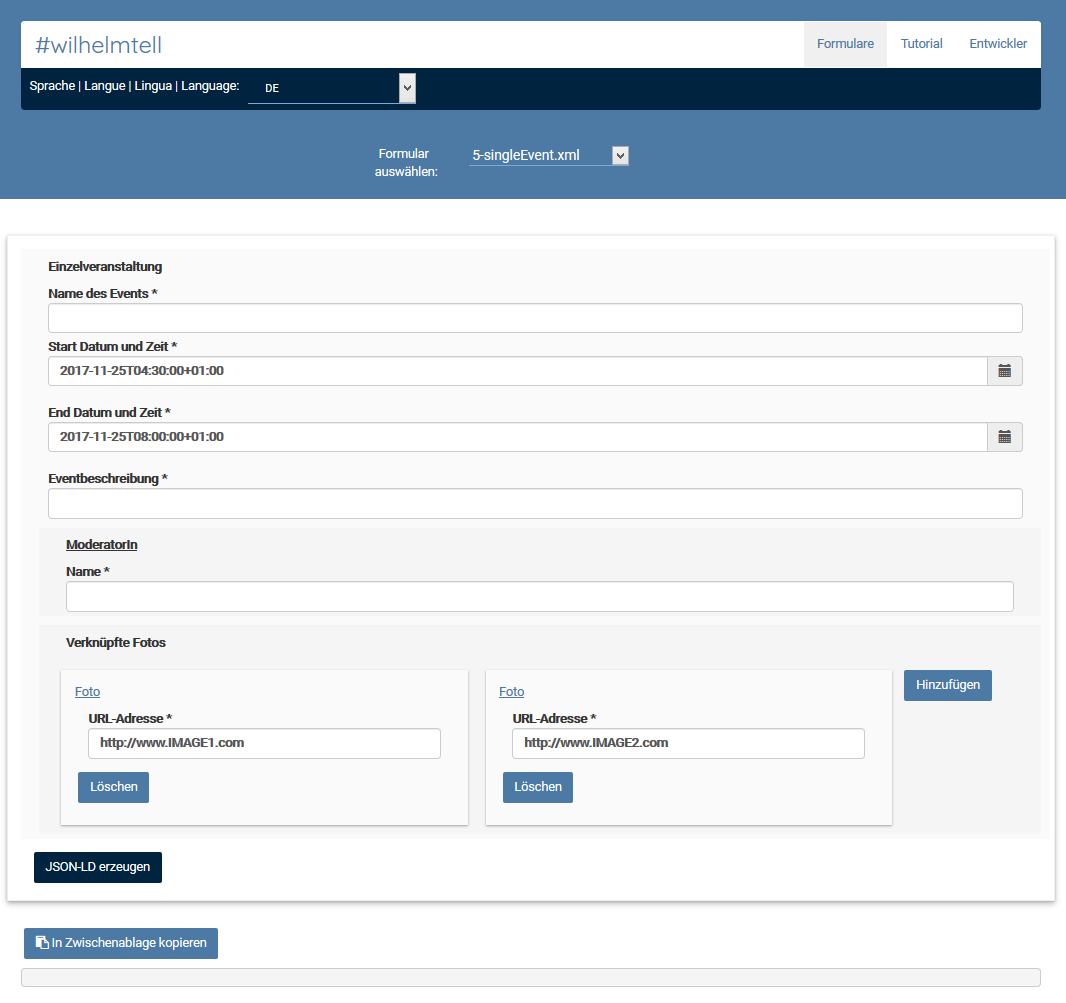 #wilhelmtell
Formulare
Tutorial
Entwickler
Sprache | Langue | Lingua | Language:
DE
Formular
auswählen:
5-singleEvent.xml
Einzelveranstaltung
Name des Events *
Start Datum und Zeit *
2017-11-25T04:30:00+01:00
End Datum und Zeit *
2017-11-25T08:00:00+01:00
Eventbeschreibung *
ModeratorIn
Name *
Verknüpfte Fotos
Foto
URL-Adresse *
http://www.IMAGE1.com
Löschen
Foto
URL-Adresse *
http://www.IMAGE2.com
Löschen
Hinzufügen
JSON-LD erzeugen
In Zwischenablage kopieren